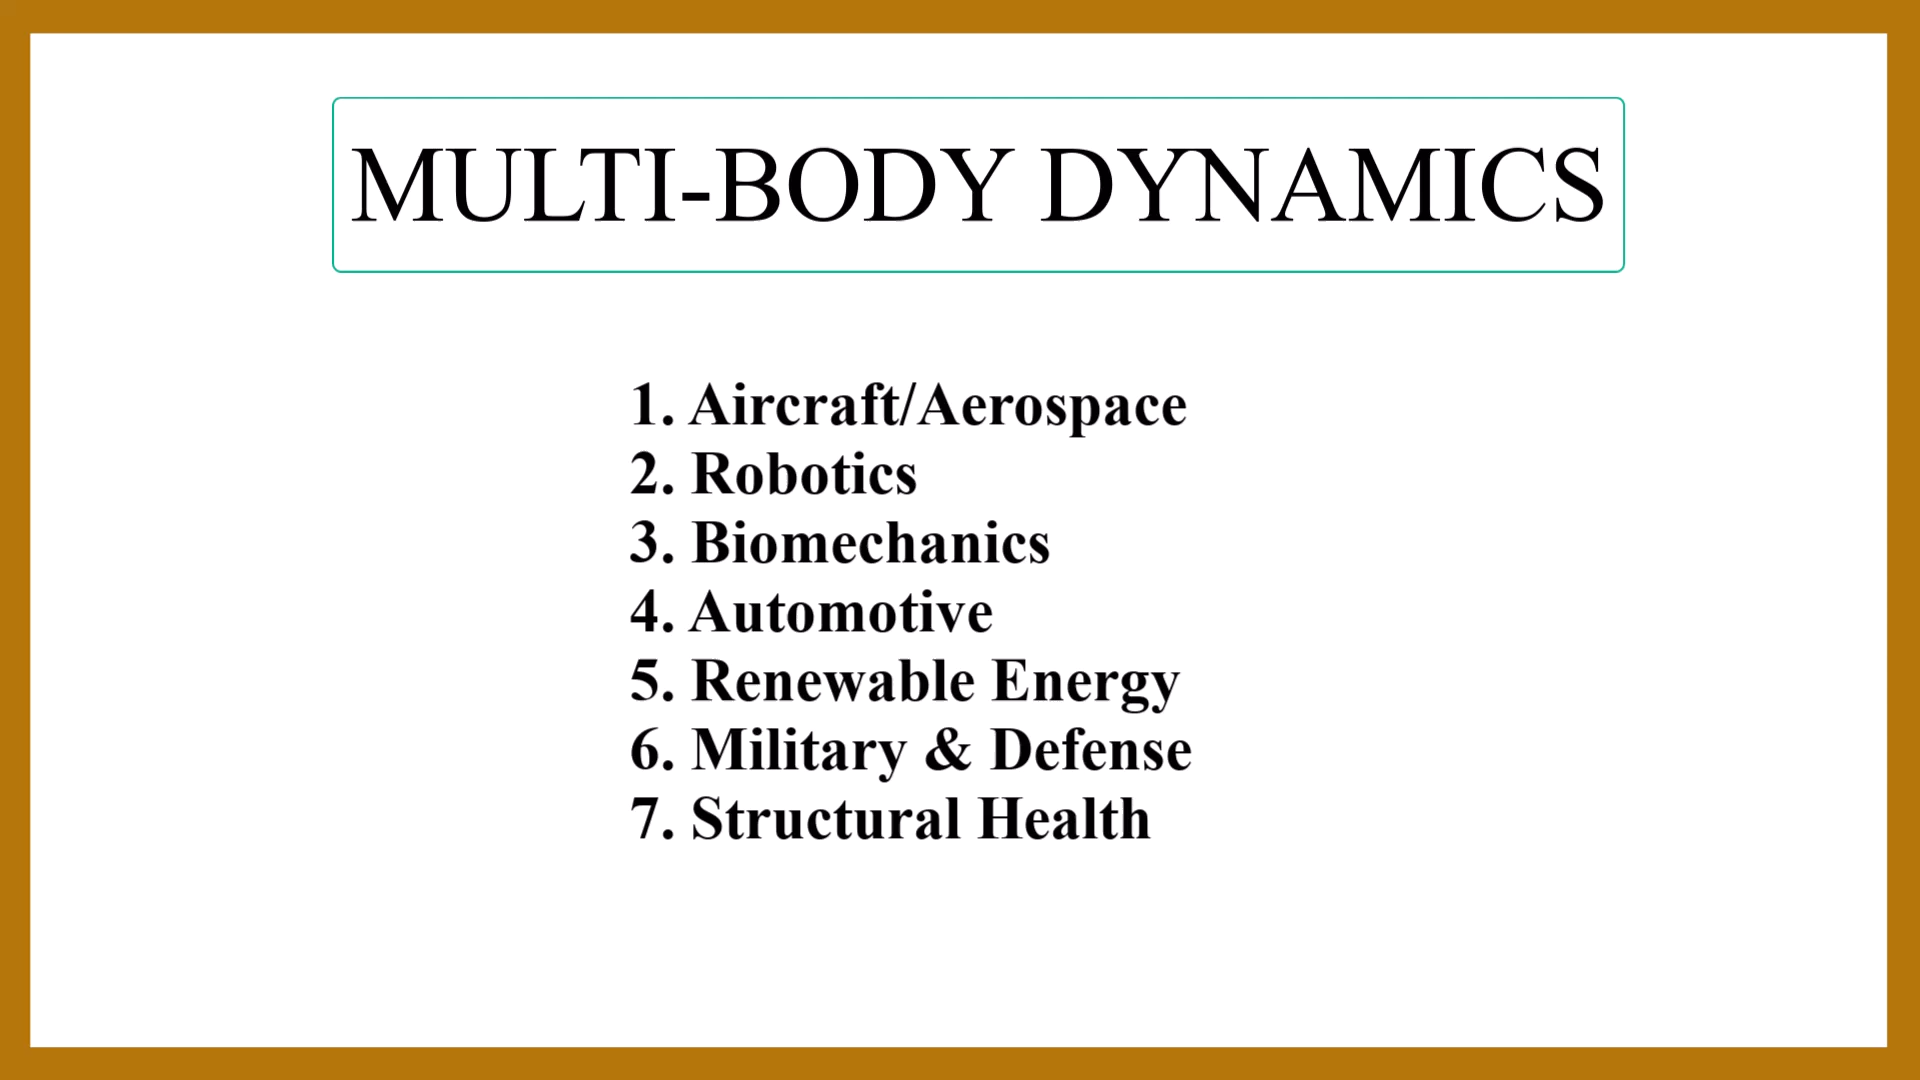 MULTI-BODY DYNAMICS
1. Aircraft/Aerospace
2. Robotics
3. Biomechanics
4. Automotive
5. Renewable Energy
6. Military & Defense
7. Structural Health